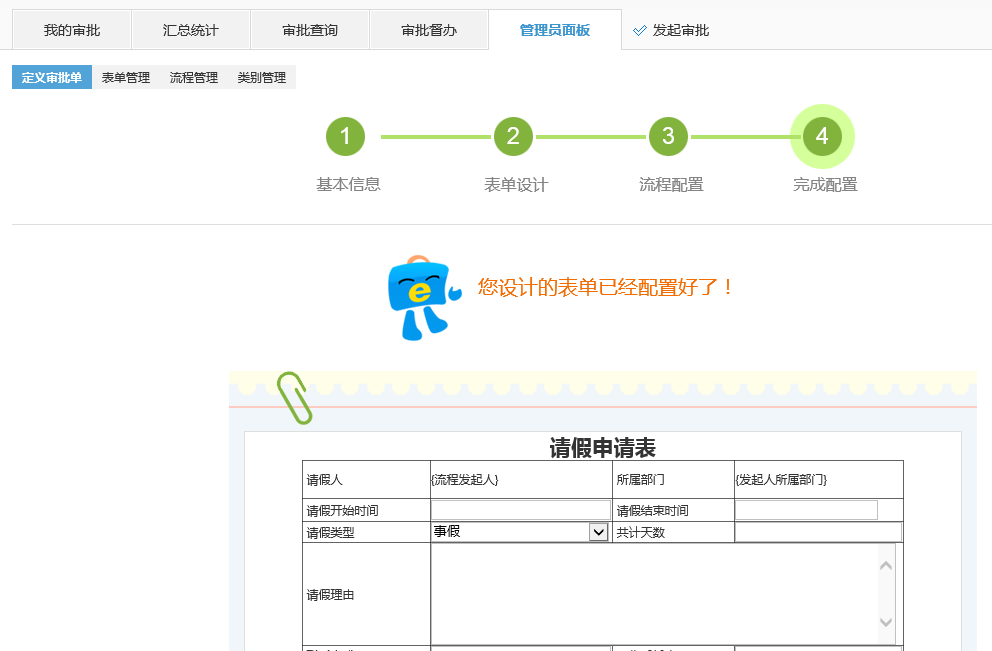 我的审批 汇总统计 审批查询 审批督办 管理员面板 发起审批
定义审批单 表单管理 流程管理 类别管理
1 2 3 4
基本信息 表单设计 流程配置 完成配置
e
您设计的表单已经配置好了！
请假申请表
请假人 {流程发起人} 所属部门 {发起人所属部门}
请假开始时间 请假结束时间
请假类型 事假 共计天数
请假理由